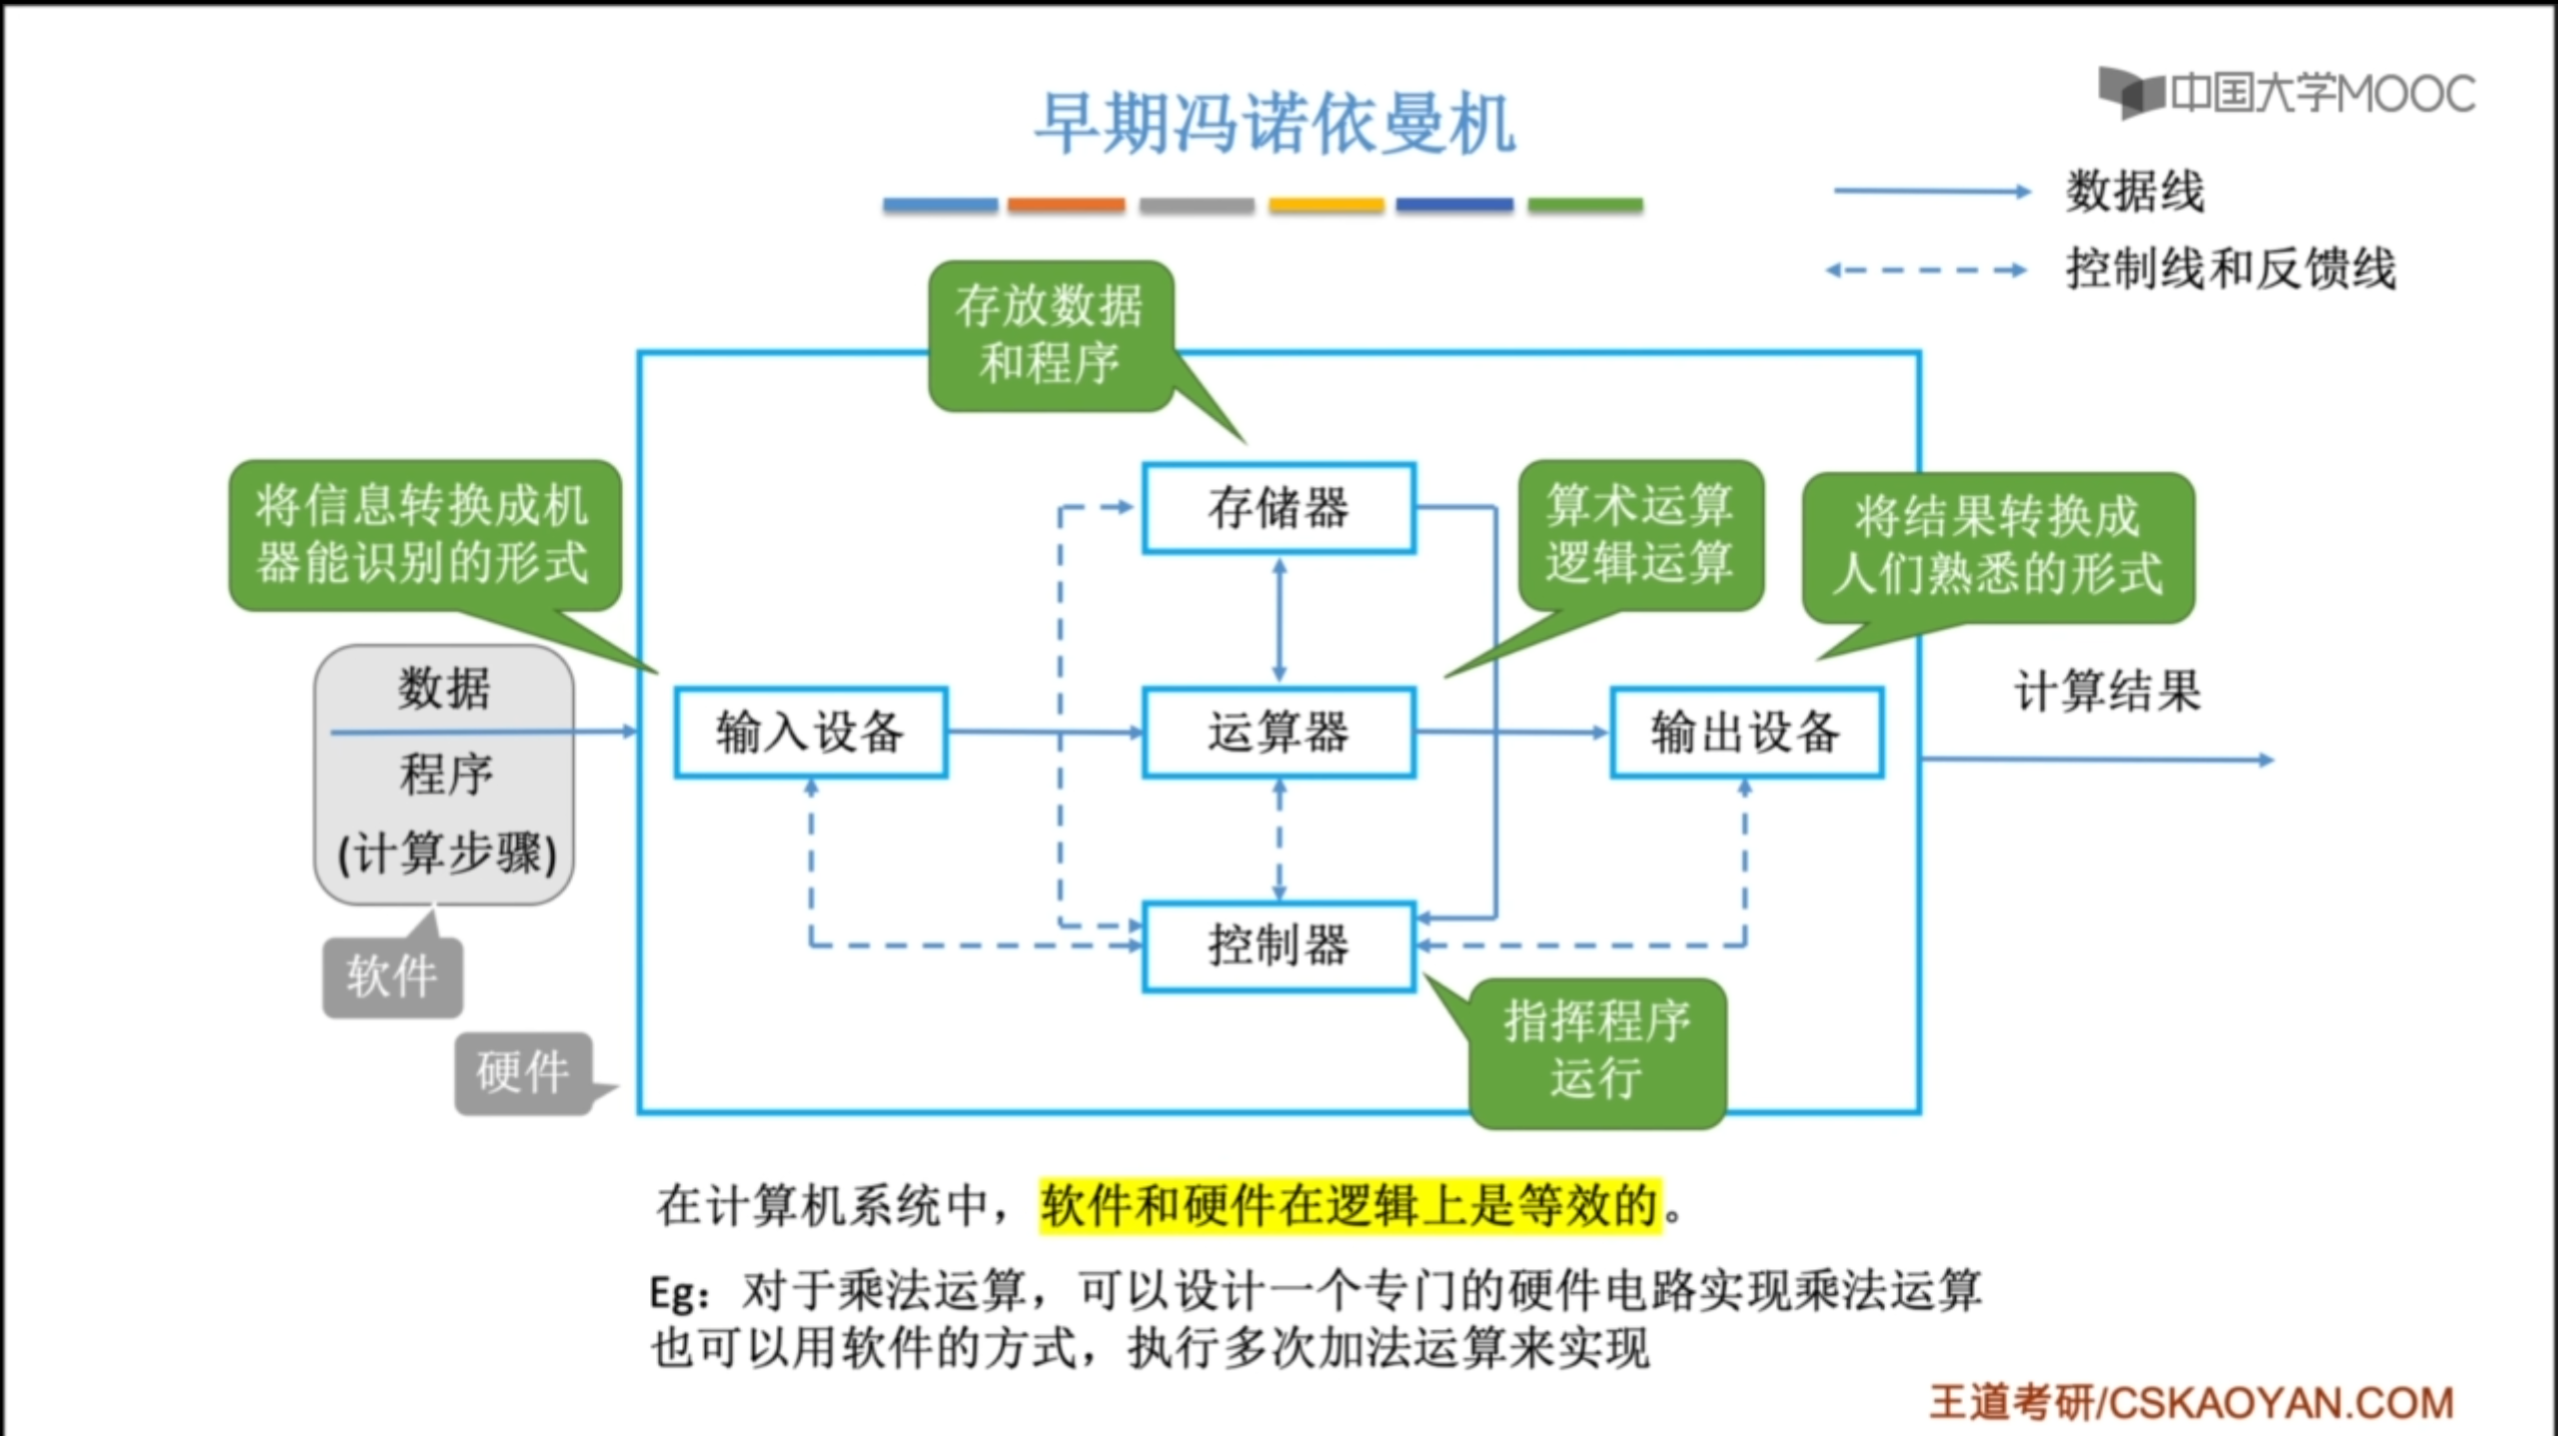 中国大学MOOC
早期冯诺依曼机
数据线
控制线和反馈线
存放数据
和程序
将信息转换成机
器能识别的形式
存储器
算术运算
逻辑运算
将结果转换成
人们熟悉的形式
数据
程序
(计算步骤)
输入设备
运算器
输出设备
计算结果
控制器
软件
硬件
指挥程序
运行
在计算机系统中，软件和硬件在逻辑上是等效的。
Eg：对于乘法运算，可以设计一个专门的硬件电路实现乘法运算
也可以用软件的方式，执行多次加法运算来实现
王道考研/CSKAOYAN.COM